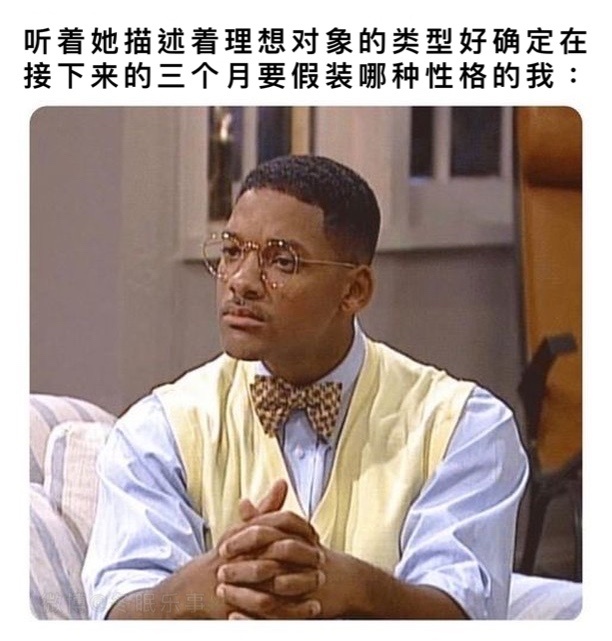 听着她描述着理想对象的类型好确定在
接下来的三个月要假装哪种性格的我：